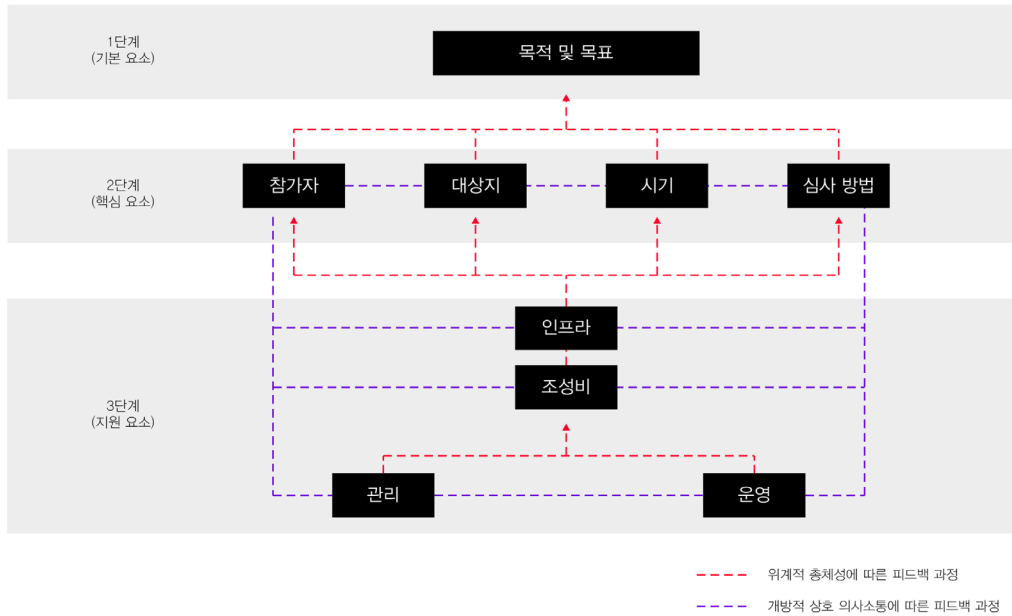 1단계
(기본 요소)
목적 및 목표
2단계
(핵심 요소)
참가자
대상지
시기
심사 방법
3단계
(지원 요소)
인프라
조성비
관리
운영
위계적 총체성에 따른 피드백 과정
개방적 상호 의사소통에 따른 피드백 과정